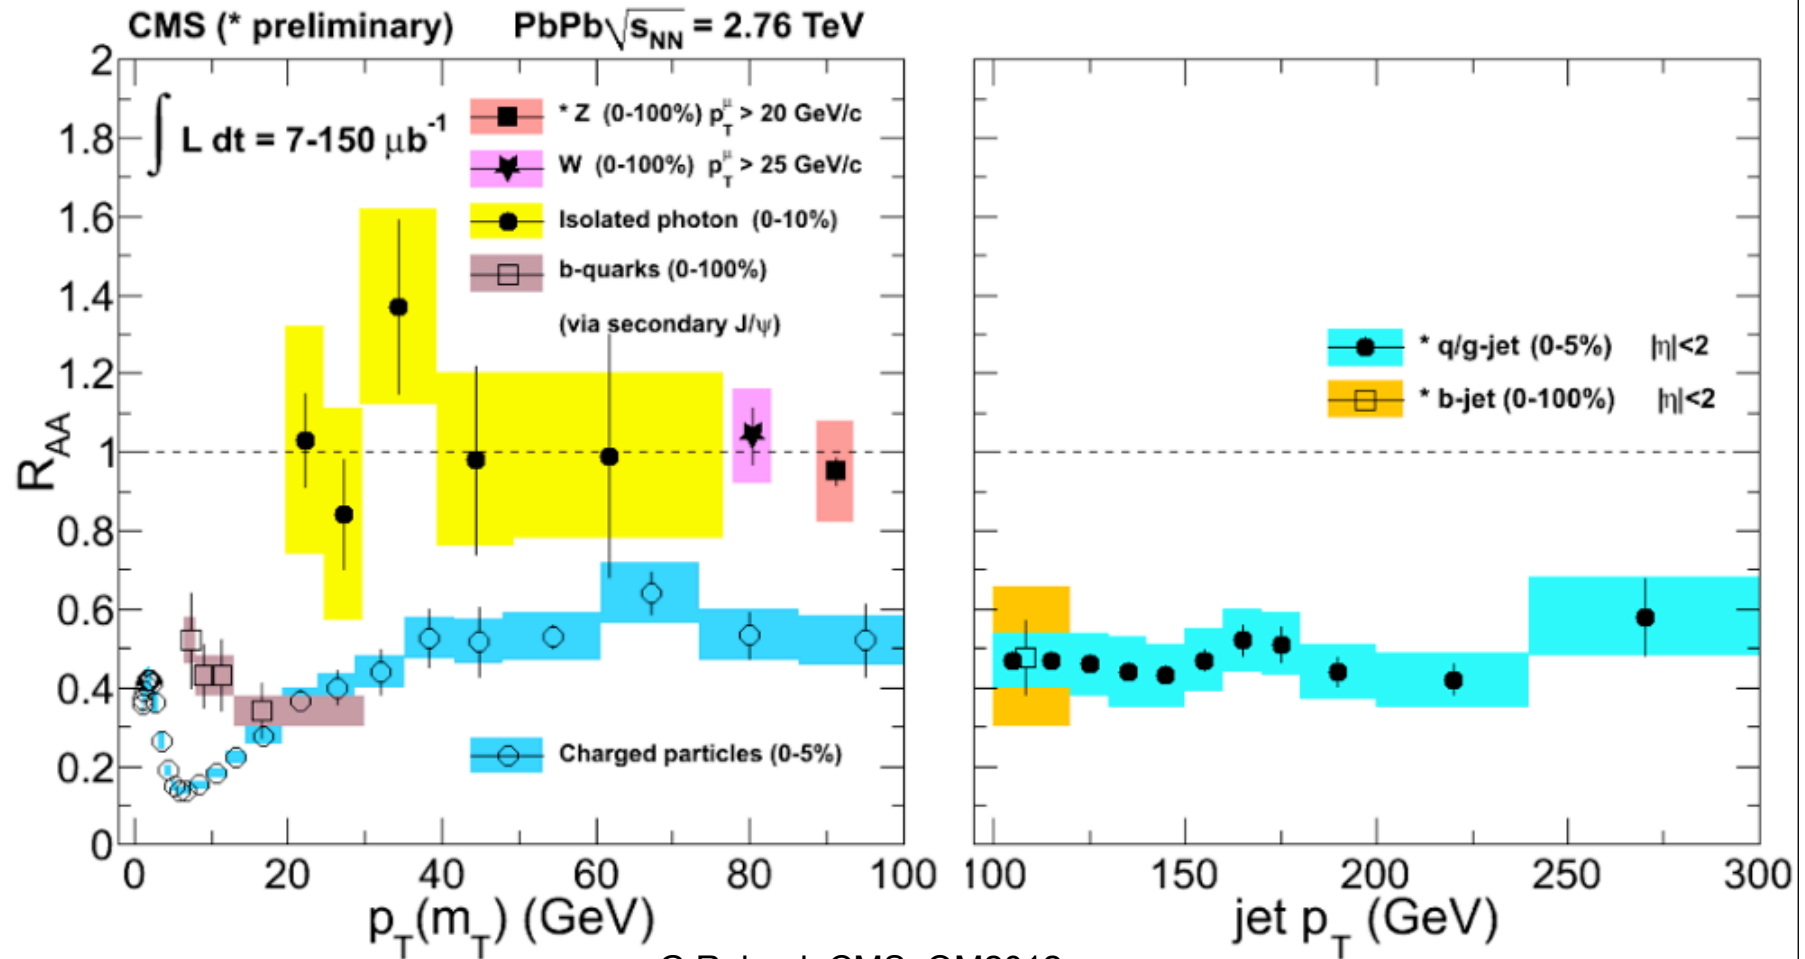 CMS (* preliminary) PbPb√sNN = 2.76 TeV
∫ L dt = 7-150 μb-1
* Z (0-100%) pTμ > 20 GeV/c
W (0-100%) pTμ > 25 GeV/c
Isolated photon (0-10%)
b-quarks (0-100%)
(via secondary J/ψ)
Charged particles (0-5%)
RAA
2
1.8
1.6
1.4
1.2
1
0.8
0.6
0.4
0.2
0
0 20 40 60 80 100
pT(mT) (GeV)
* q/g-jet (0-5%) |η|<2
* b-jet (0-100%) |η|<2
100 150 200 250 300
jet pT (GeV)